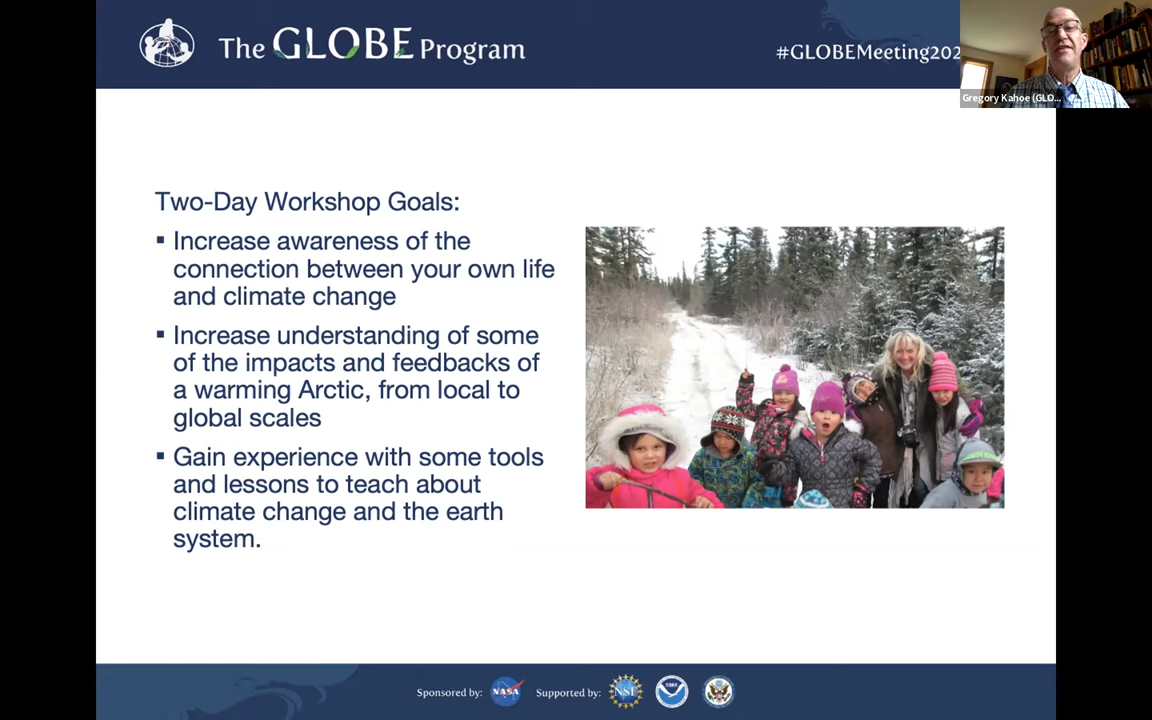 The GLOBE Program
#GLOBEMeeting202
Gregory Kahoe (GLO...
Two-Day Workshop Goals:
▪ Increase awareness of the
connection between your own life
and climate change
▪ Increase understanding of some
of the impacts and feedbacks of
a warming Arctic, from local to
global scales
▪ Gain experience with some tools
and lessons to teach about
climate change and the earth
system.
Sponsored by: NASA Supported by: NSF